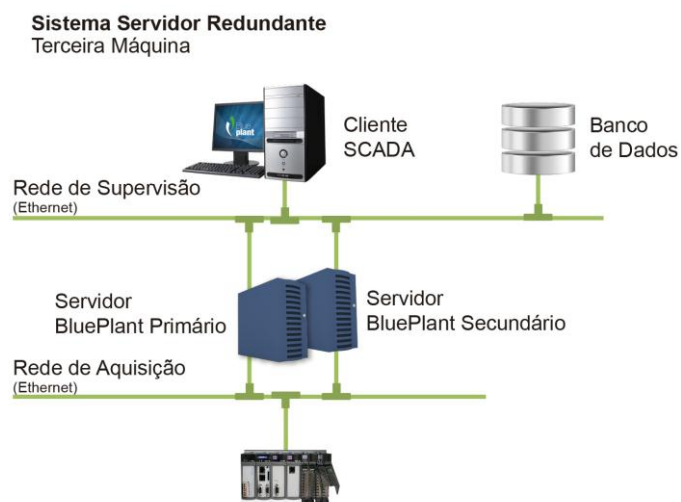 Sistema Servidor Redundante
Terceira Máquina
plant
Cliente
SCADA
Banco
de Dados
Rede de Supervisão
(Ethernet)
Servidor
BluePlant Primário
Servidor
BluePlant Secundário
Rede de Aquisição
(Ethernet)